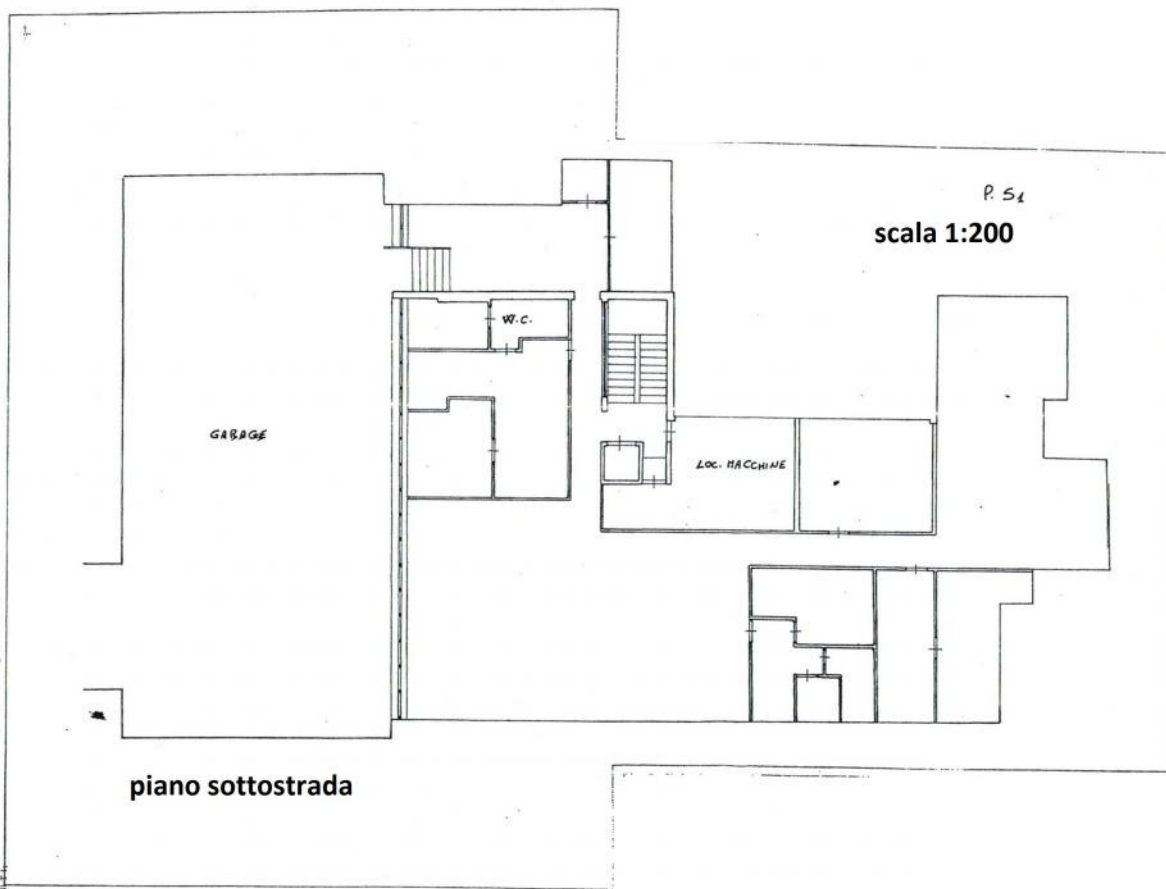 P. S1
scala 1:200
W.C.
GARAGE
LOC. MACCHINE
piano sottostrada